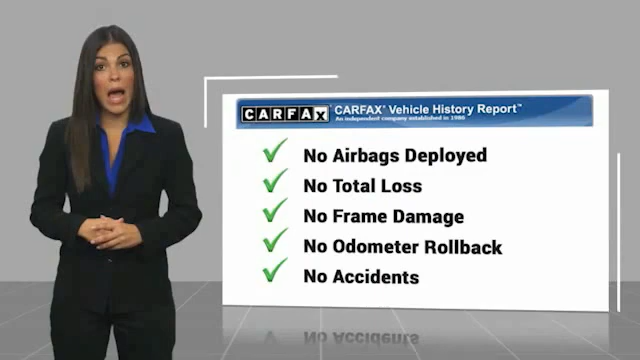 CARFAX CARFAX® Vehicle History Report™
An independent company established in 1986
No Airbags Deployed
No Total Loss
No Frame Damage
No Odometer Rollback
No Accidents
No Accidents